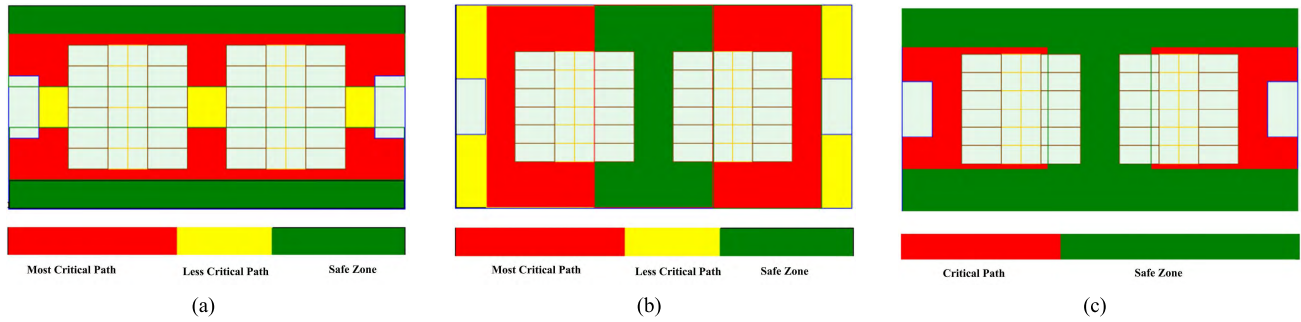 Most Critical Path Less Critical Path Safe Zone
(a)
Most Critical Path Less Critical Path Safe Zone
(b)
Critical Path Safe Zone
(c)